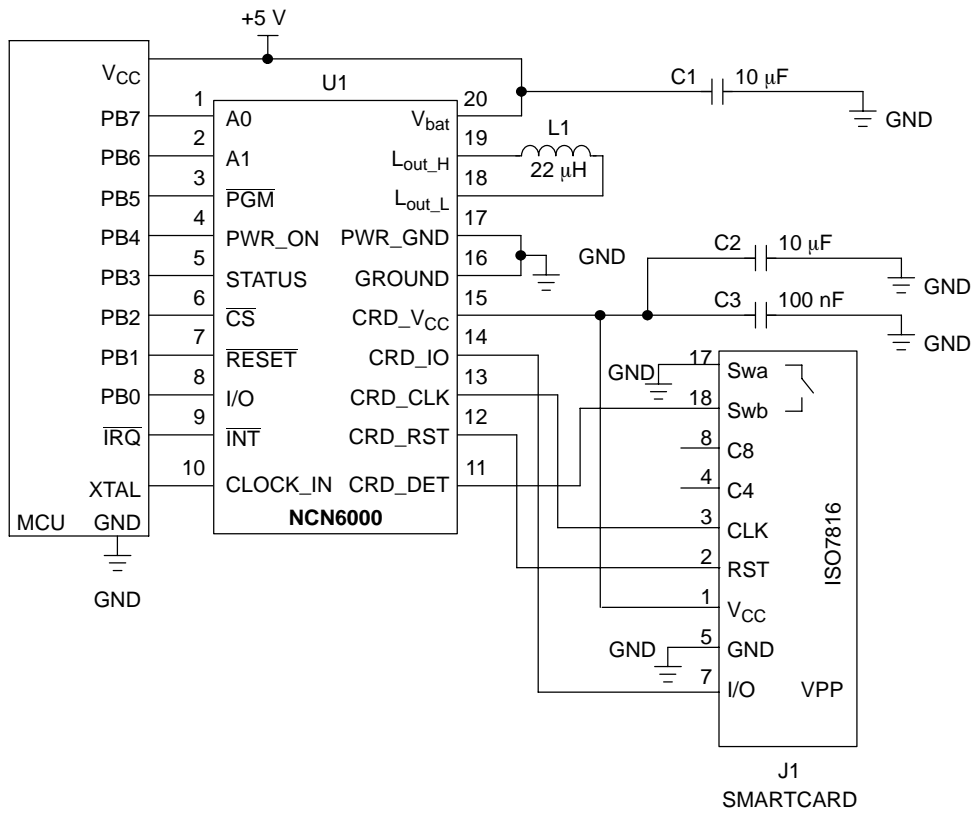 +5 V
U1
C1 10 μF
GND
VCC
PB7 1 A0 Vbat 20
PB6 2 A1 Lout_H 19 L1 22 μH
PB5 3 PGM Lout_L 18
PB4 4 PWR_ON PWR_GND 17
GND
PB3 5 STATUS GROUND 16
PB2 6 CS CRD_VCC 15
PB1 7 RESET CRD_IO 14
PB0 8 I/O CRD_CLK 13
IRQ 9 INT CRD_RST 12
XTAL 10 CLOCK_IN CRD_DET 11
MCU GND
NCN6000
GND
C2 10 μF
GND
C3 100 nF
GND
GND 17 Swa
18 Swb
8 C8
4 C4
3 CLK
2 RST
1 VCC
GND 5 GND
7 I/O VPP
ISO7816
J1
SMARTCARD